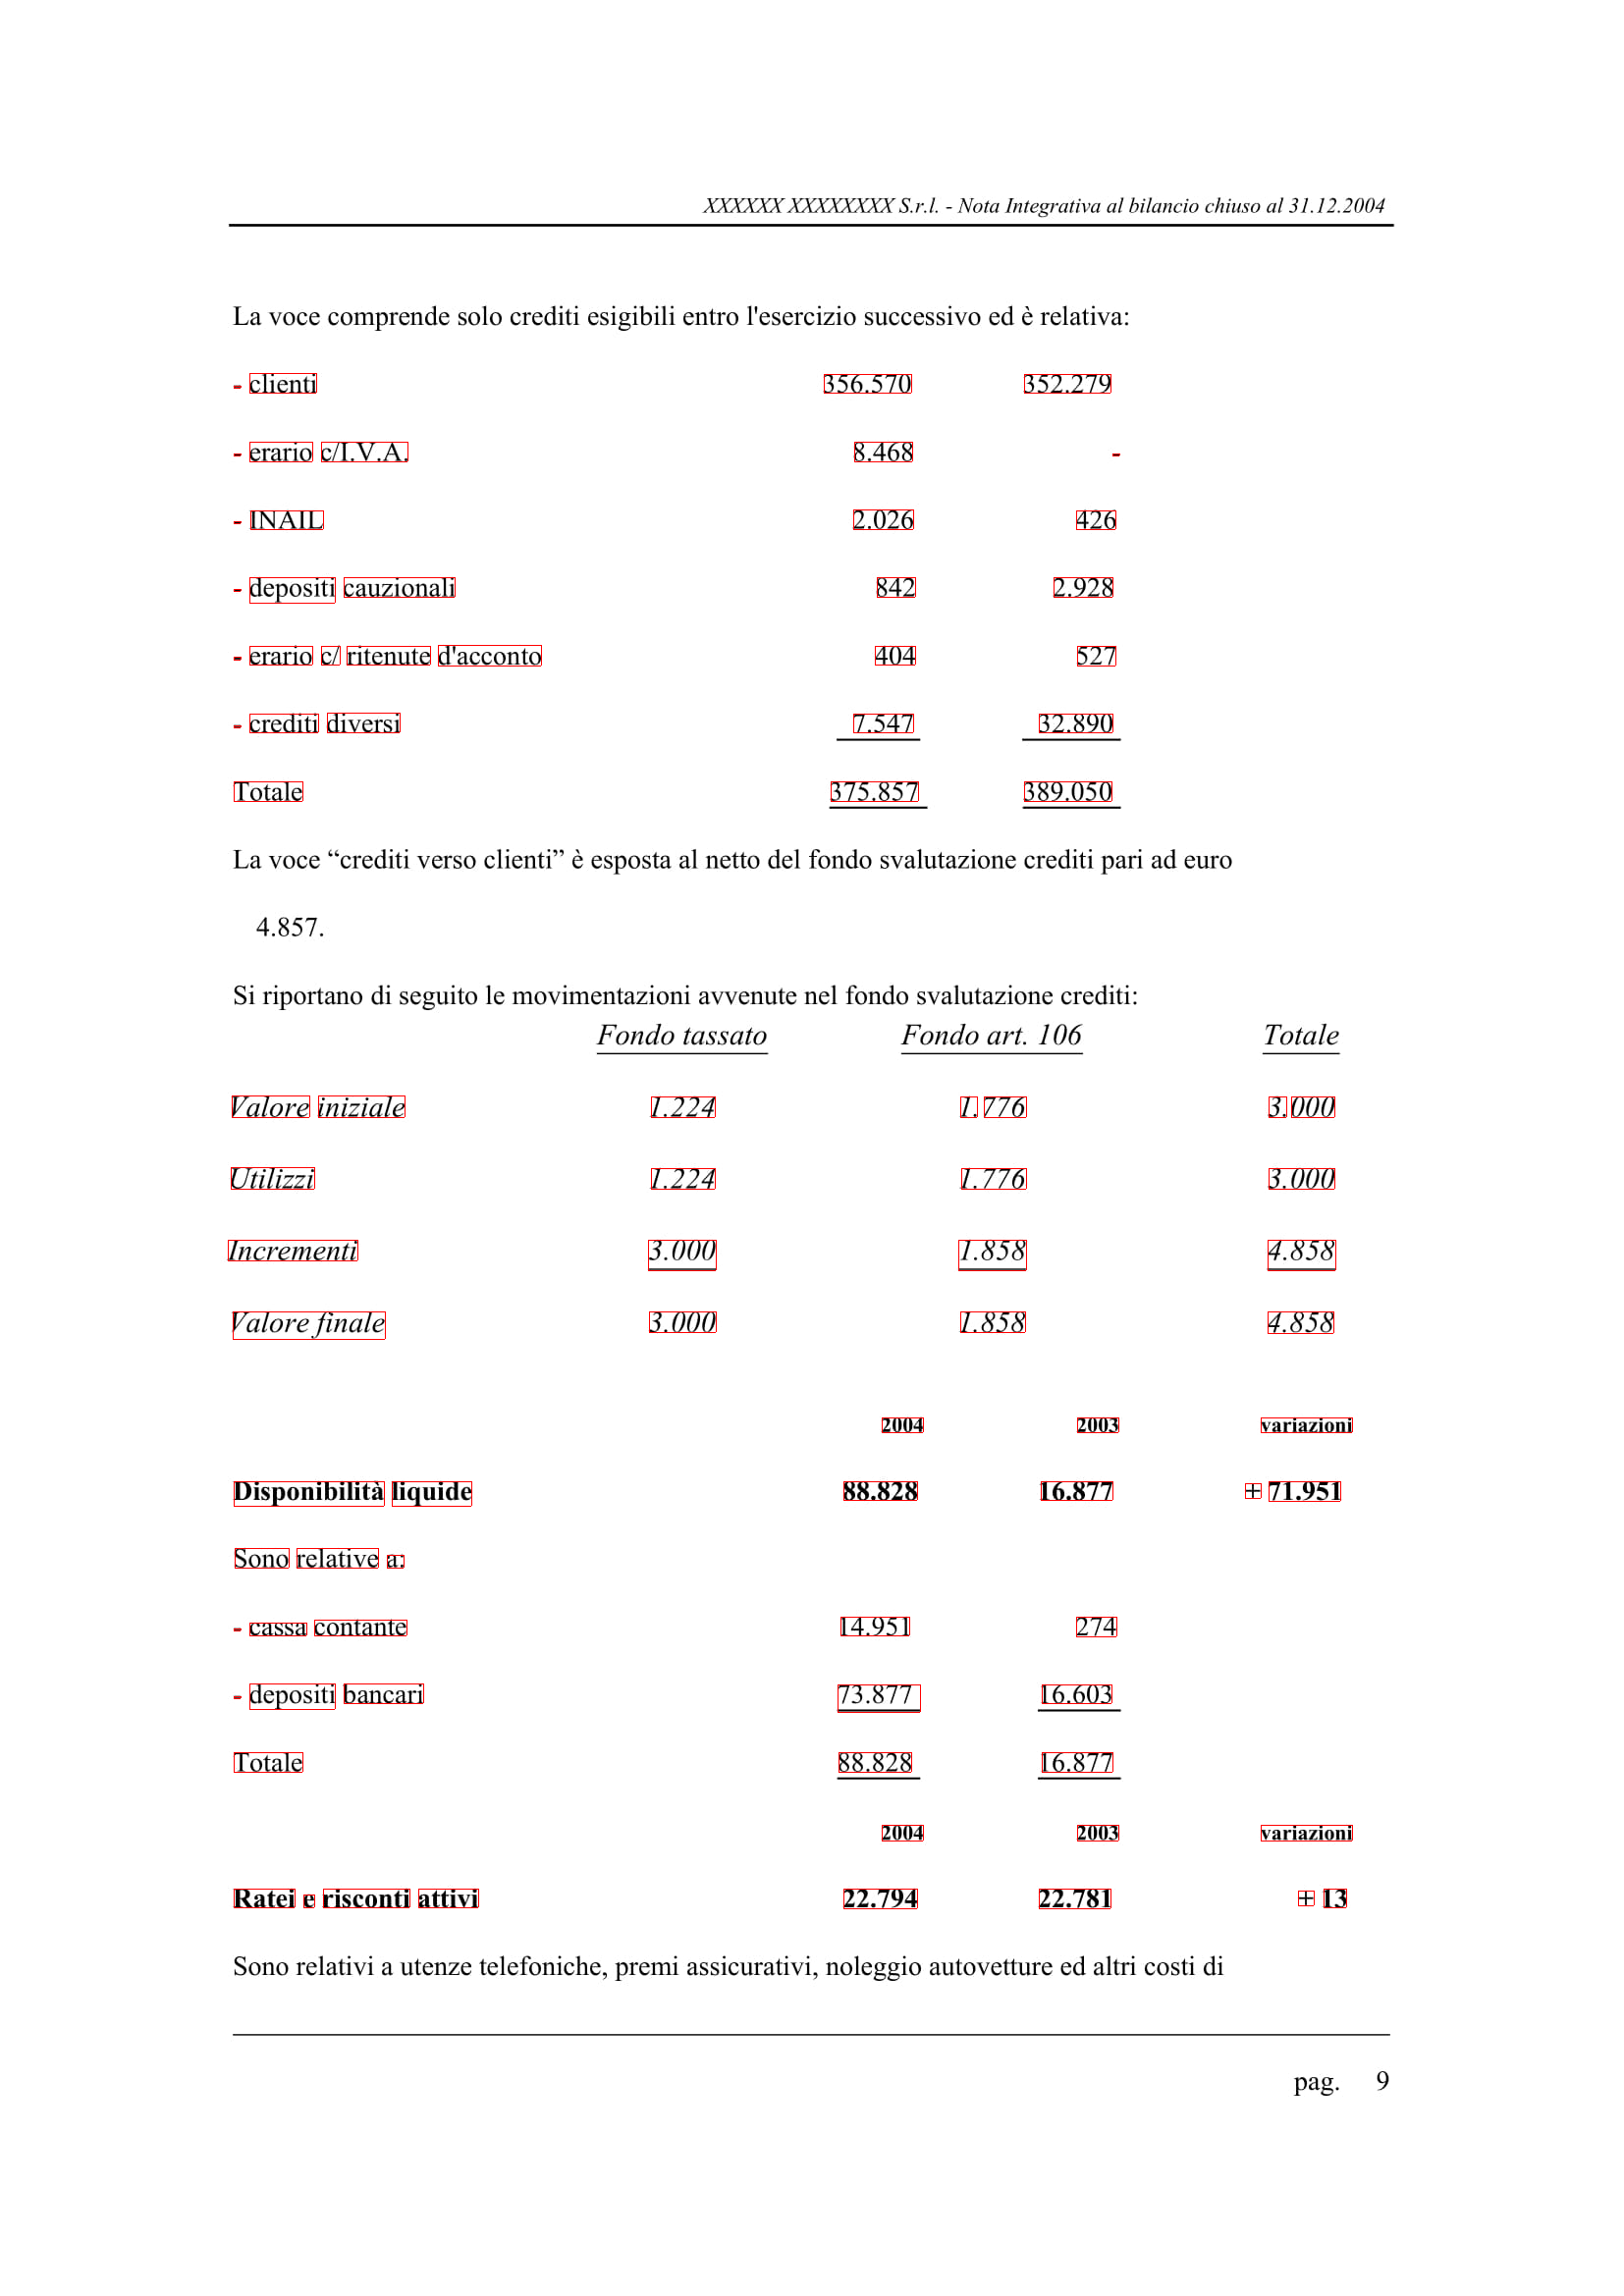 XXXXXX XXXXXXXX S.r.l. - Nota Integrativa al bilancio chiuso al 31.12.2004
La voce comprende solo crediti esigibili entro l'esercizio successivo ed è relativa:
- clienti 356.570 352.279
- erario c/I.V.A. 8.468 -
- INAIL 2.026 426
- depositi cauzionali 842 2.928
- erario c/ ritenute d'acconto 404 527
- crediti diversi 7.547 32.890
Totale 375.857 389.050
La voce “crediti verso clienti” è esposta al netto del fondo svalutazione crediti pari ad euro
4.857.
Si riportano di seguito le movimentazioni avvenute nel fondo svalutazione crediti:
Fondo tassato Fondo art. 106 Totale
Valore iniziale 1.224 1.776 3.000
Utilizzi 1.224 1.776 3.000
Incrementi 3.000 1.858 4.858
Valore finale 3.000 1.858 4.858
2004 2003 variazioni
Disponibilità liquide 88.828 16.877 + 71.951
Sono relative a:
- cassa contante 14.951 274
- depositi bancari 73.877 16.603
Totale 88.828 16.877
2004 2003 variazioni
Ratei e risconti attivi 22.794 22.781 + 13
Sono relativi a utenze telefoniche, premi assicurativi, noleggio autovetture ed altri costi di
pag. 9